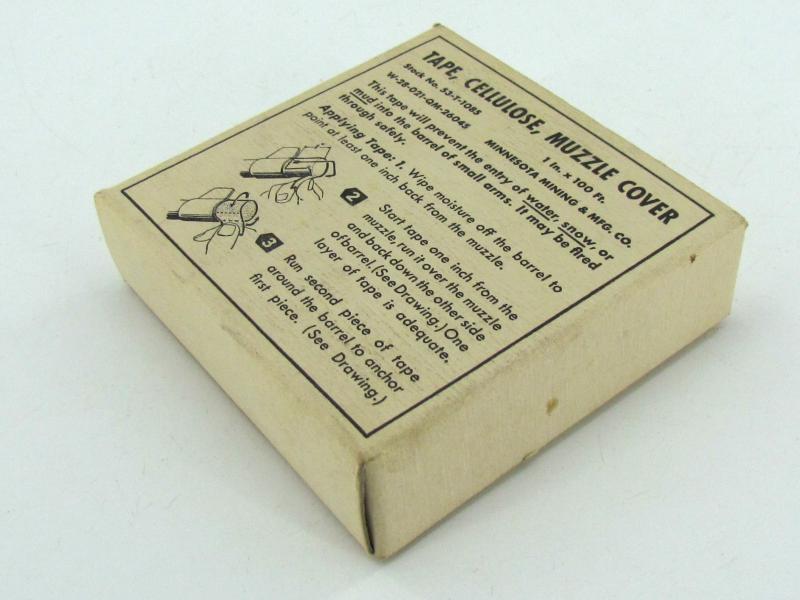 TAPE, CELLULOSE, MUZZLE COVER
Stock No. 53-T-1085
1 In. x 100 Ft.
W-28-021-QM-26045
MINNESOTA MINING & MFG. CO.
This tape will prevent the entry of water, snow, or
mud into the barrel of small arms. It may be fired
through safely.
Applying Tape: 1. Wipe moisture off the barrel to
point at least one inch back from the muzzle.
2 Start tape one inch from the
muzzle, run it over the muzzle
and back down the other side
of barrel. (See Drawing.) One
layer of tape is adequate.
3 Run second piece of tape
around the barrel to anchor
first piece. (See Drawing.)